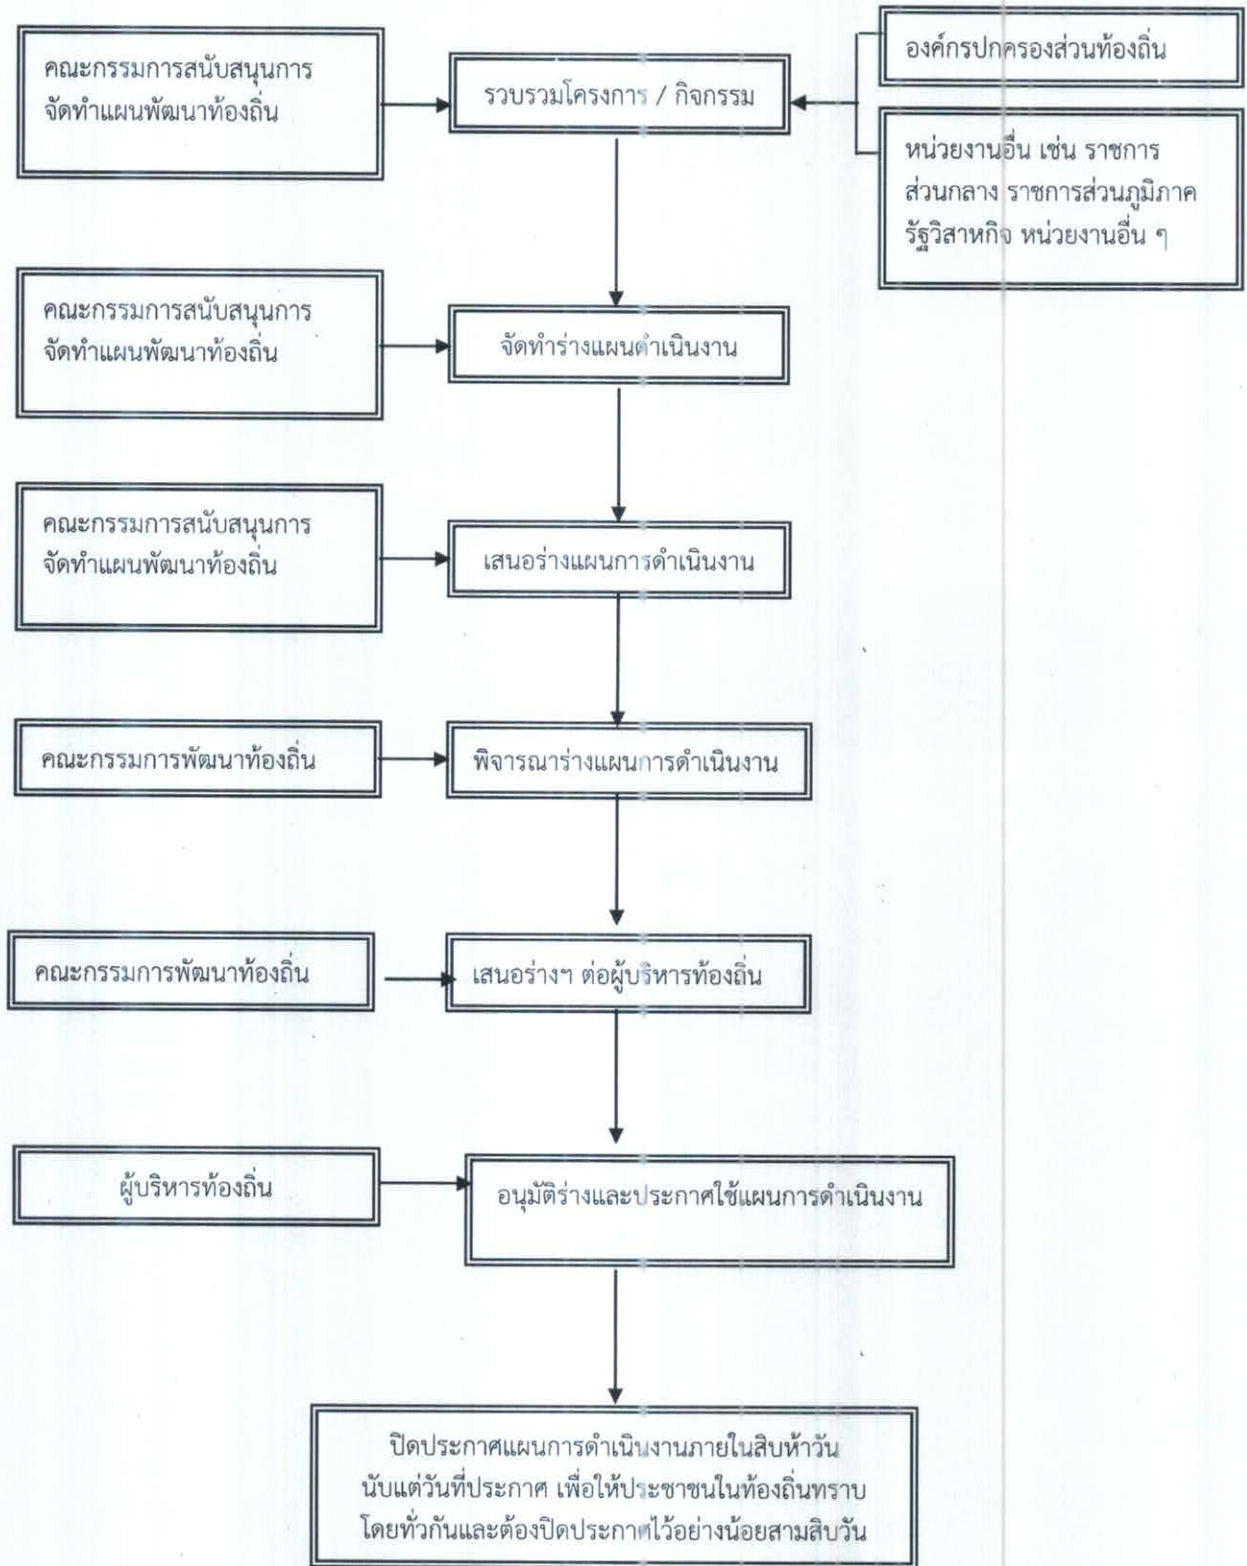 คณะกรรมการสนับสนุนการ
จัดทำแผนพัฒนาท้องถิ่น
รวบรวมโครงการ / กิจกรรม
องค์กรปกครองส่วนท้องถิ่น
หน่วยงานอื่น เช่น ราชการ
ส่วนกลาง ราชการส่วนภูมิภาค
รัฐวิสาหกิจ หน่วยงานอื่น ๆ
คณะกรรมการสนับสนุนการ
จัดทำแผนพัฒนาท้องถิ่น
จัดทำร่างแผนดำเนินงาน
คณะกรรมการสนับสนุนการ
จัดทำแผนพัฒนาท้องถิ่น
เสนอร่างแผนการดำเนินงาน
คณะกรรมการพัฒนาท้องถิ่น
พิจารณาร่างแผนการดำเนินงาน
คณะกรรมการพัฒนาท้องถิ่น
เสนอร่างฯ ต่อผู้บริหารท้องถิ่น
ผู้บริหารท้องถิ่น
อนุมัติร่างและประกาศใช้แผนการดำเนินงาน
ปิดประกาศแผนการดำเนินงานภายในสิบห้าวัน
นับแต่วันที่ประกาศ เพื่อให้ประชาชนในท้องถิ่นทราบ
โดยทั่วกันและต้องปิดประกาศไว้อย่างน้อยสามสิบวัน